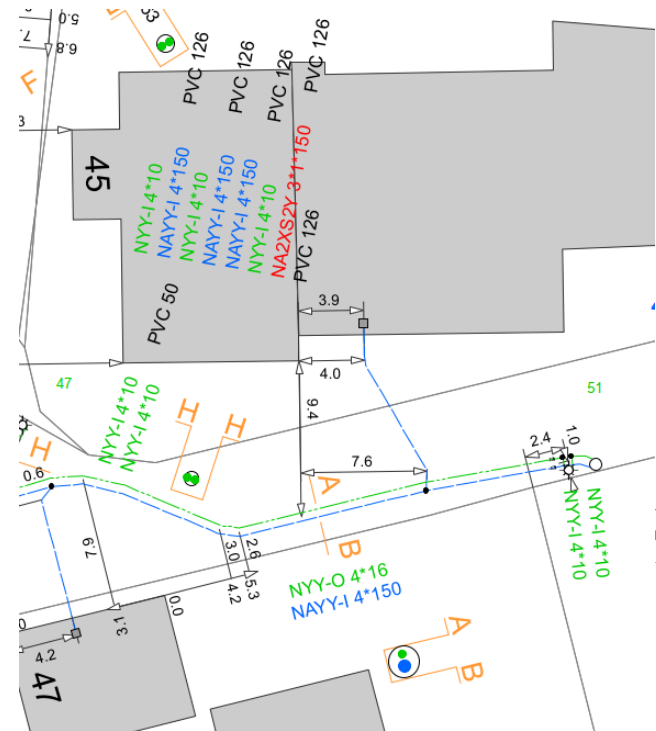 53
5.0
7.
6.8
F
3
45
PVC 126
PVC 126
PVC 126
PVC 126
NYY-I 4*10
NAYY-I 4*150
NYY-I 4*10
NAYY-I 4*150
NAYY-I 4*150
NYY-I 4*10
NA2XS2Y 3*1*150
PVC 126
PVC 50
3.9
4.0
9.4
7.6
47
51
NYY-I 4*10
NYY-I 4*10
H
H
H
0.6
2.4
1.0
A
B
NYY-I 4*10
NYY-I 4*10
7.9
3.1
0.0
3.0
2.6
4.2
5.3
NYY-O 4*16
NAYY-I 4*150
A
B
4.2
47